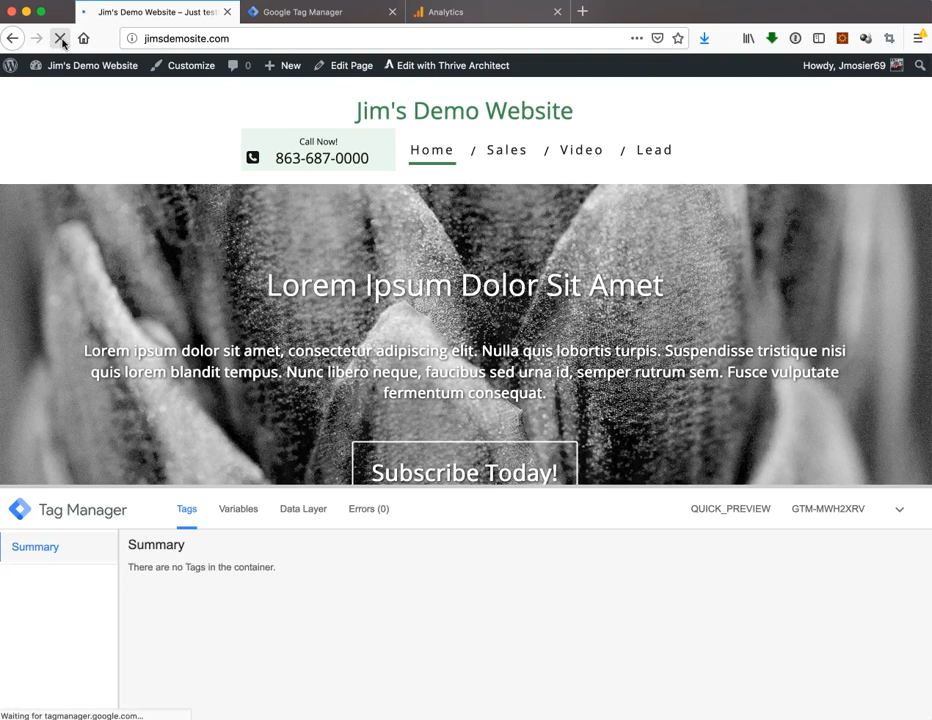 Jim's Demo Website – Just test
Google Tag Manager
Analytics
jimsdemosite.com
Jim's Demo Website
Customize
0
New
Edit Page
Edit with Thrive Architect
Howdy, Jmosier69
Jim's Demo Website
Call Now!
863-687-0000
Home / Sales / Video / Lead
Lorem Ipsum Dolor Sit Amet
Lorem ipsum dolor sit amet, consectetur adipiscing elit. Nulla quis lobortis turpis. Suspendisse tristique nisi
quis lorem blandit tempus. Nunc libero neque, faucibus sed urna id, semper rutrum sem. Fusce vulputate
fermentum consequat.
Subscribe Today!
Tag Manager
Tags
Variables
Data Layer
Errors (0)
QUICK_PREVIEW
GTM-MWH2XRV
Summary
Summary
There are no Tags in the container.
Waiting for tagmanager.google.com...